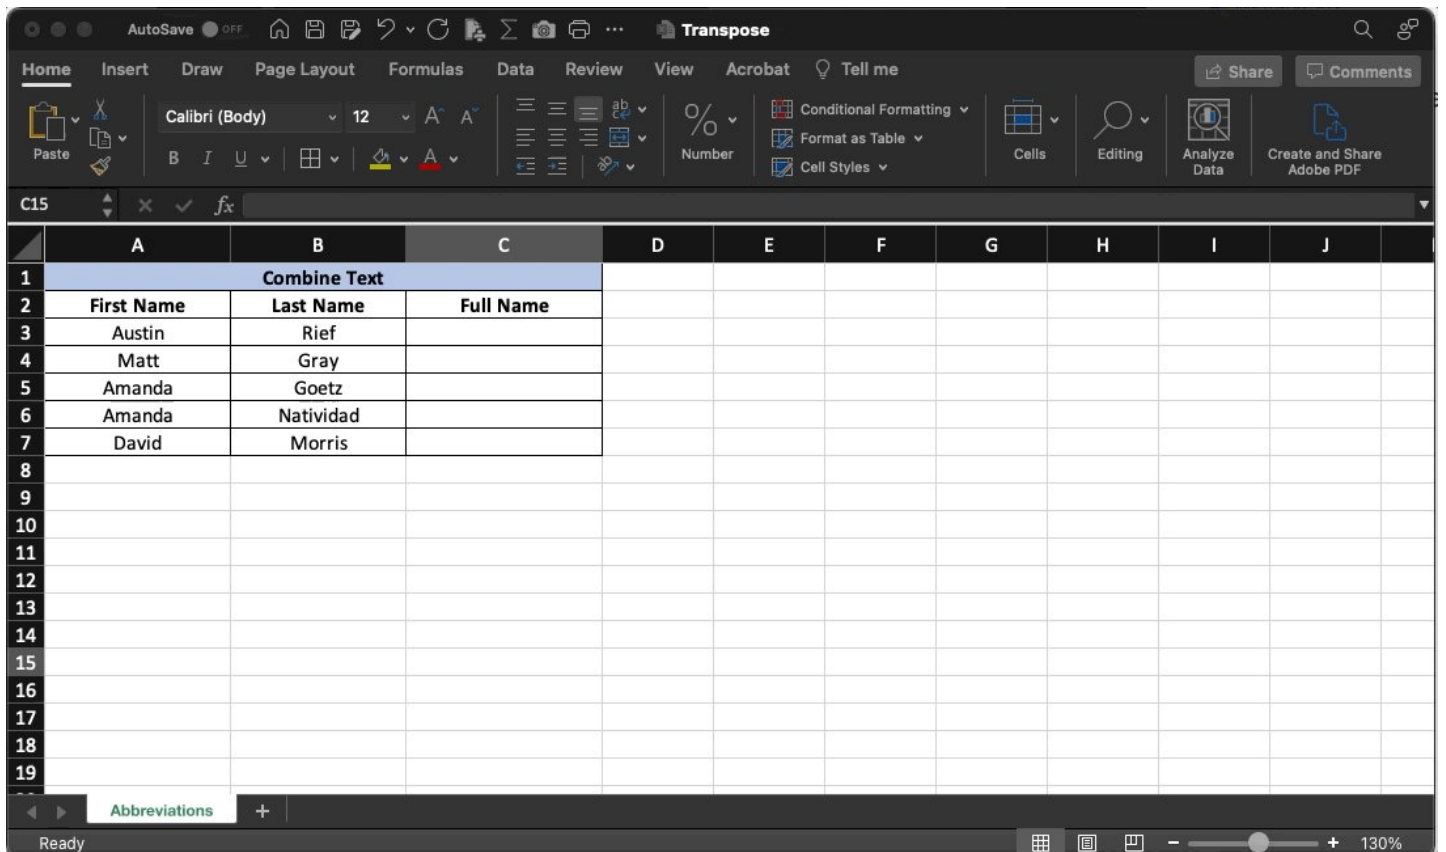 AutoSave OFF ... Transpose
Home Insert Draw Page Layout Formulas Data Review View Acrobat Tell me Share Comments
Calibri (Body) 12 A A ab Conditional Formatting
Paste B I U A Number Format as Table Cells Editing Analyze Data Create and Share Adobe PDF
Cell Styles
C15 fx
A B C D E F G H I J
1 Combine Text
2 First Name Last Name Full Name
3 Austin Rief
4 Matt Gray
5 Amanda Goetz
6 Amanda Natividad
7 David Morris
8
9
10
11
12
13
14
15
16
17
18
19
Abbreviations +
Ready - + 130%